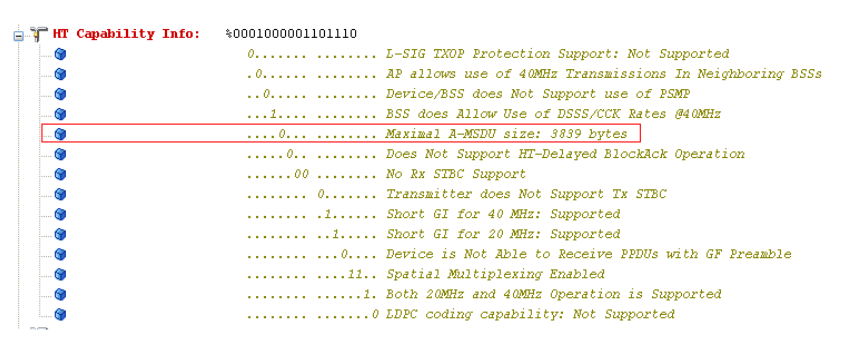 HT Capability Info: %0001000001101110
0....... ........ L-SIG TXOP Protection Support: Not Supported
.0...... ........ AP allows use of 40MHz Transmissions In Neighboring BSSs
..0..... ........ Device/BSS does Not Support use of PSMP
...1.... ........ BSS does Allow Use of DSSS/CCK Rates @40MHz
....0... ........ Maximal A-MSDU size: 3839 bytes
.....0.. ........ Does Not Support HT-Delayed BlockAck Operation
......00 ........ No Rx STBC Support
........ 0....... Transmitter does Not Support Tx STBC
........ .1...... Short GI for 40 MHz: Supported
........ ..1..... Short GI for 20 MHz: Supported
........ ...0.... Device is Not Able to Receive PPDUs with GF Preamble
........ ....11.. Spatial Multiplexing Enabled
........ ......1. Both 20MHz and 40MHz Operation is Supported
........ .......0 LDPC coding capability: Not Supported